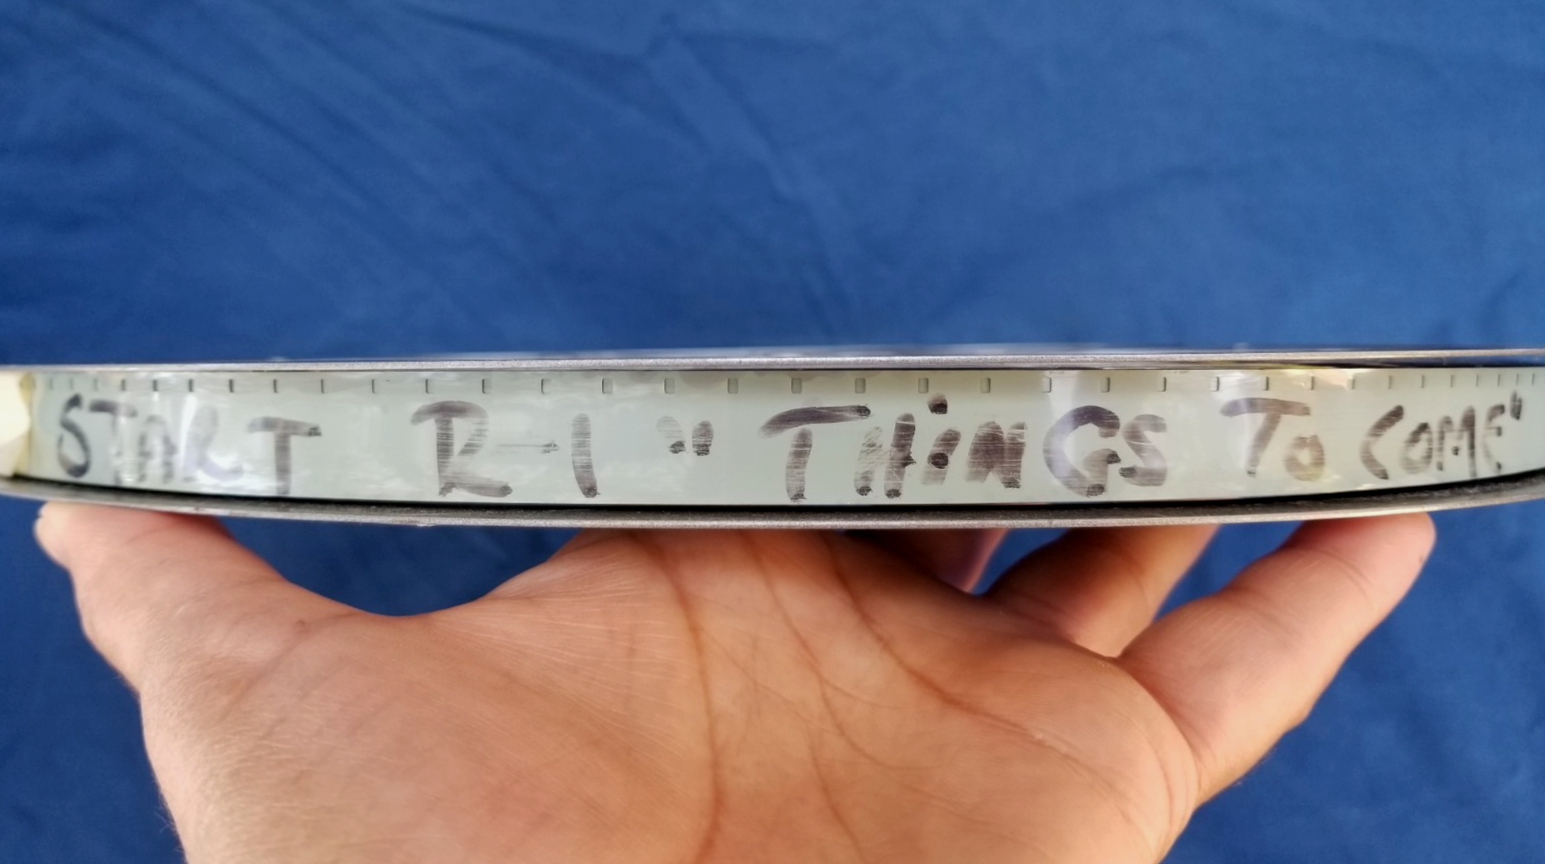 START R-1 "THiNGS To COME"